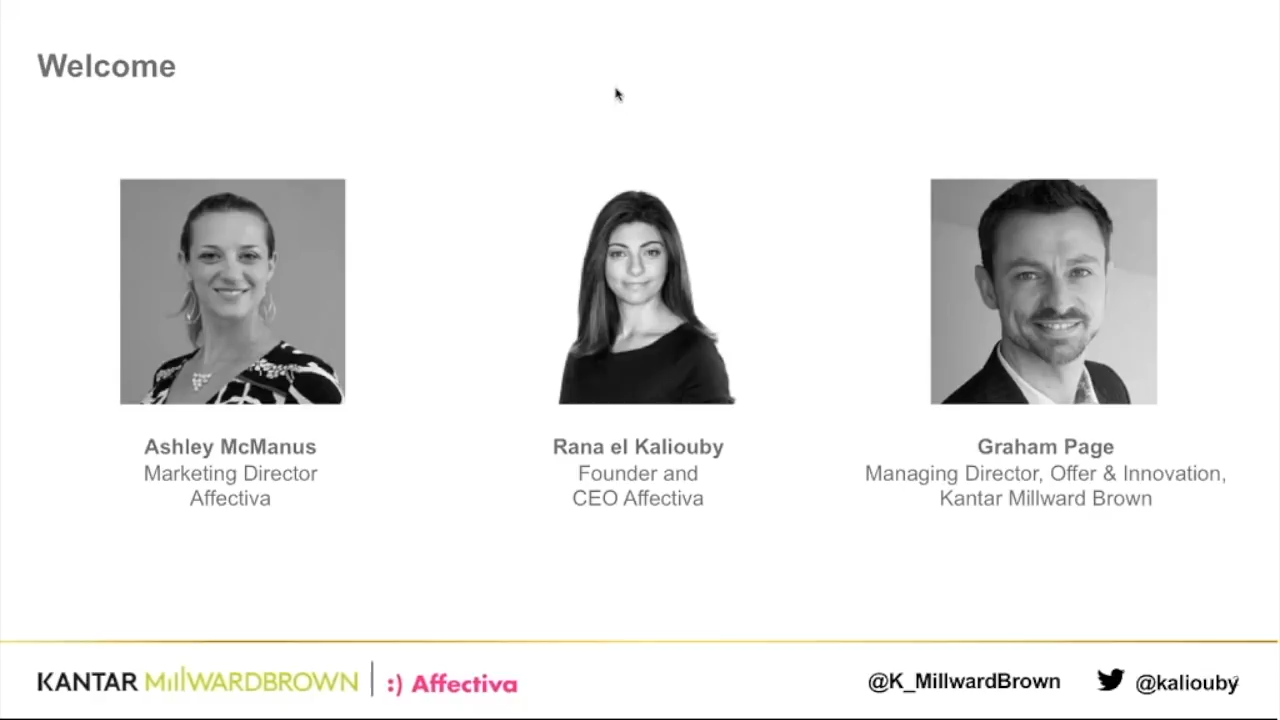 Welcome
Ashley McManus
Marketing Director
Affectiva
Rana el Kaliouby
Founder and
CEO Affectiva
Graham Page
Managing Director, Offer & Innovation,
Kantar Millward Brown
KANTAR MILLWARDBROWN
:) Affectiva
@K_MillwardBrown
@kaliouby